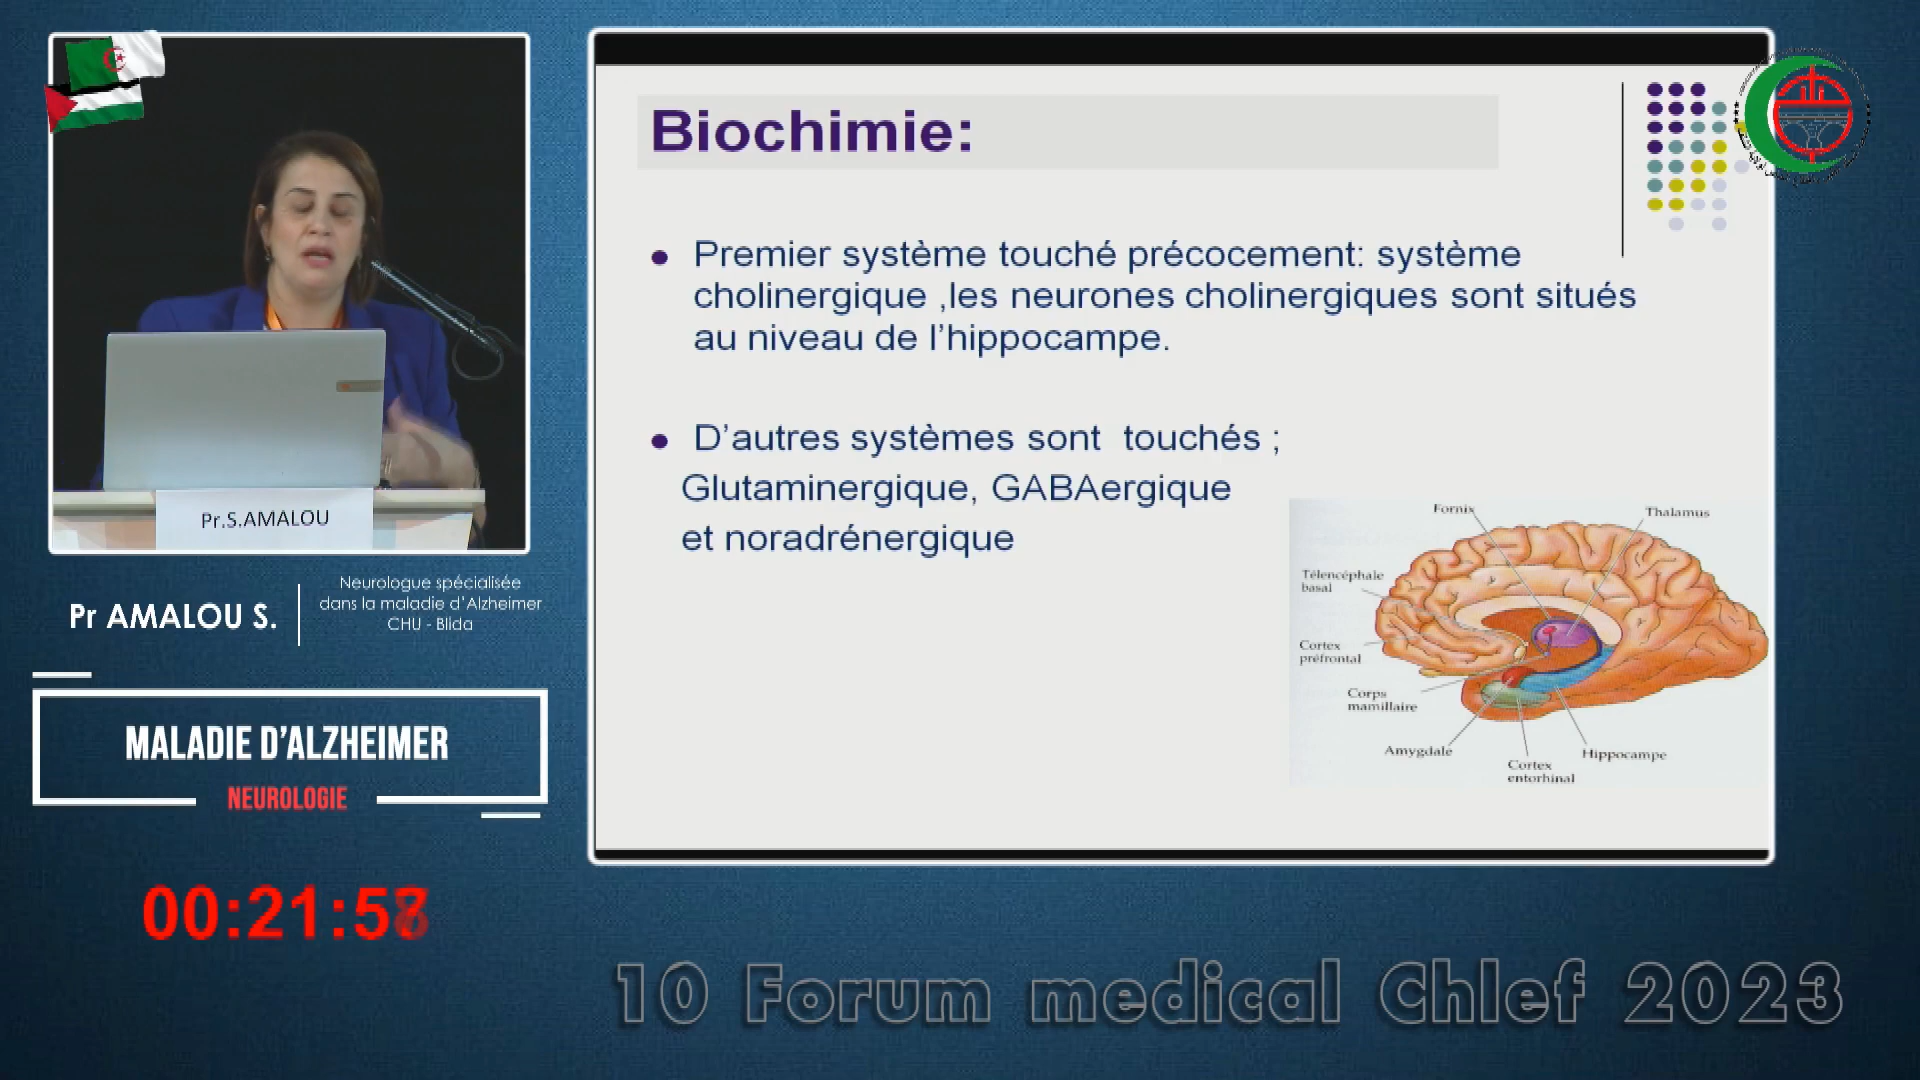 Biochimie:
Premier système touché précocement: système
cholinergique ,les neurones cholinergiques sont situés
au niveau de l'hippocampe.
D'autres systèmes sont  touchés ;
Glutaminergique, GABAergique
et noradrénergique
Fornix
Thalamus
Télencéphale
basal
Cortex
préfrontal
Corps
mamillaire
Amygdale
Cortex
entorhinal
Hippocampe
Pr.S.AMALOU
Pr AMALOU S.
Neurologue spécialisée
dans la maladie d'Alzheimer
CHU - Blida
MALADIE D'ALZHEIMER
NEUROLOGIE
10 Forum medical Chlef 2023